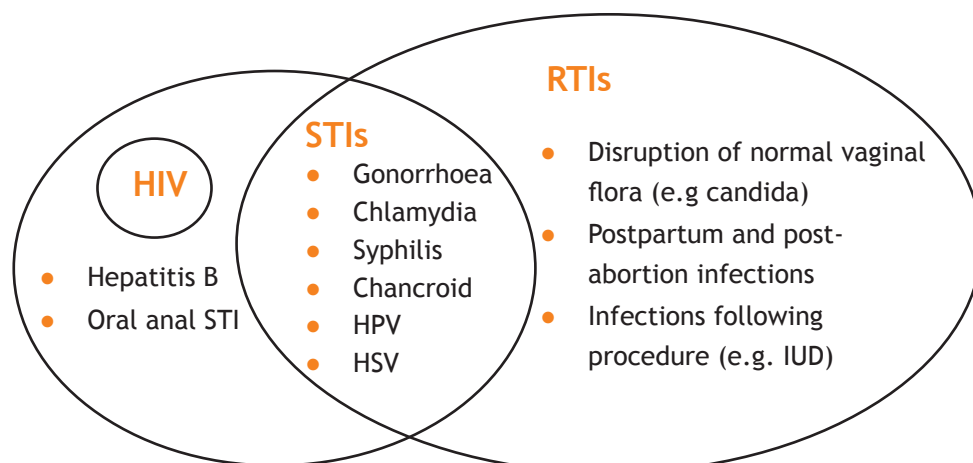 HIV
● Hepatitis B
● Oral anal STI
STIs
● Gonorrhoea
● Chlamydia
● Syphilis
● Chancroid
● HPV
● HSV
RTIs
● Disruption of normal vaginal
flora (e.g candida)
● Postpartum and post-
abortion infections
● Infections following
procedure (e.g. IUD)